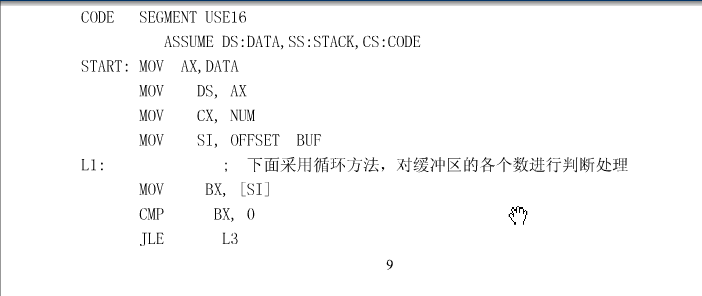 CODE SEGMENT USE16
ASSUME DS:DATA,SS:STACK,CS:CODE
START: MOV AX,DATA
MOV DS, AX
MOV CX, NUM
MOV SI, OFFSET BUF
L1: ; 下面采用循环方法，对缓冲区的各个数进行判断处理
MOV BX, [SI]
CMP BX, 0
JLE L3
9